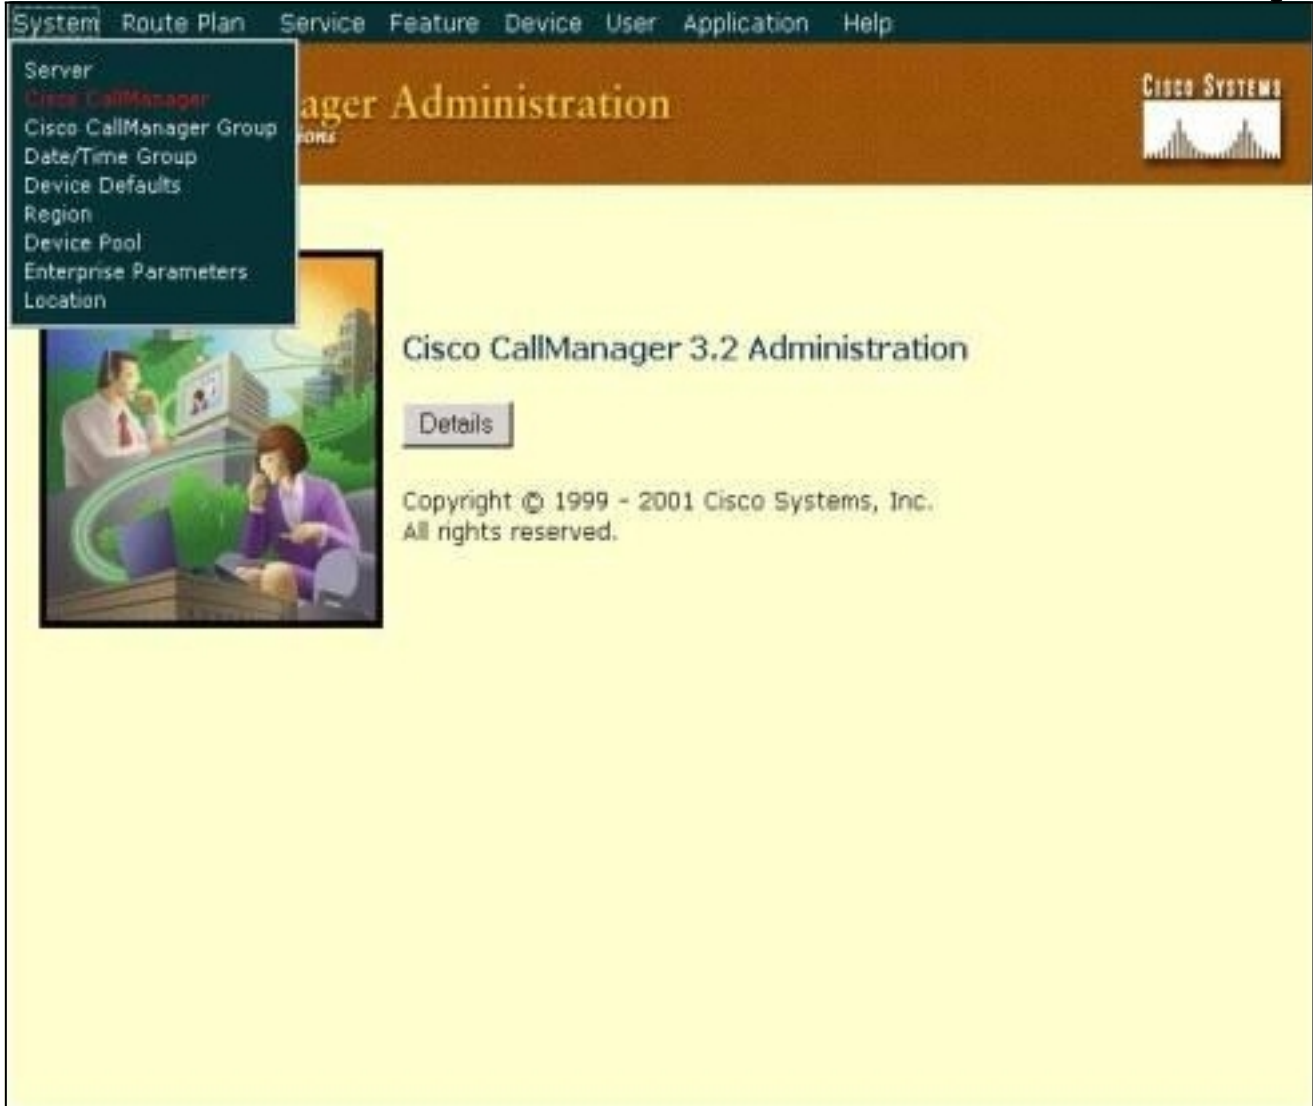 System Route Plan Service Feature Device User Application Help
Server
Cisco CallManager
Cisco CallManager Group
Date/Time Group
Device Defaults
Region
Device Pool
Enterprise Parameters
Location
ager Administration
ions
CISCO SYSTEMS
Cisco CallManager 3.2 Administration
Details
Copyright © 1999 - 2001 Cisco Systems, Inc.
All rights reserved.